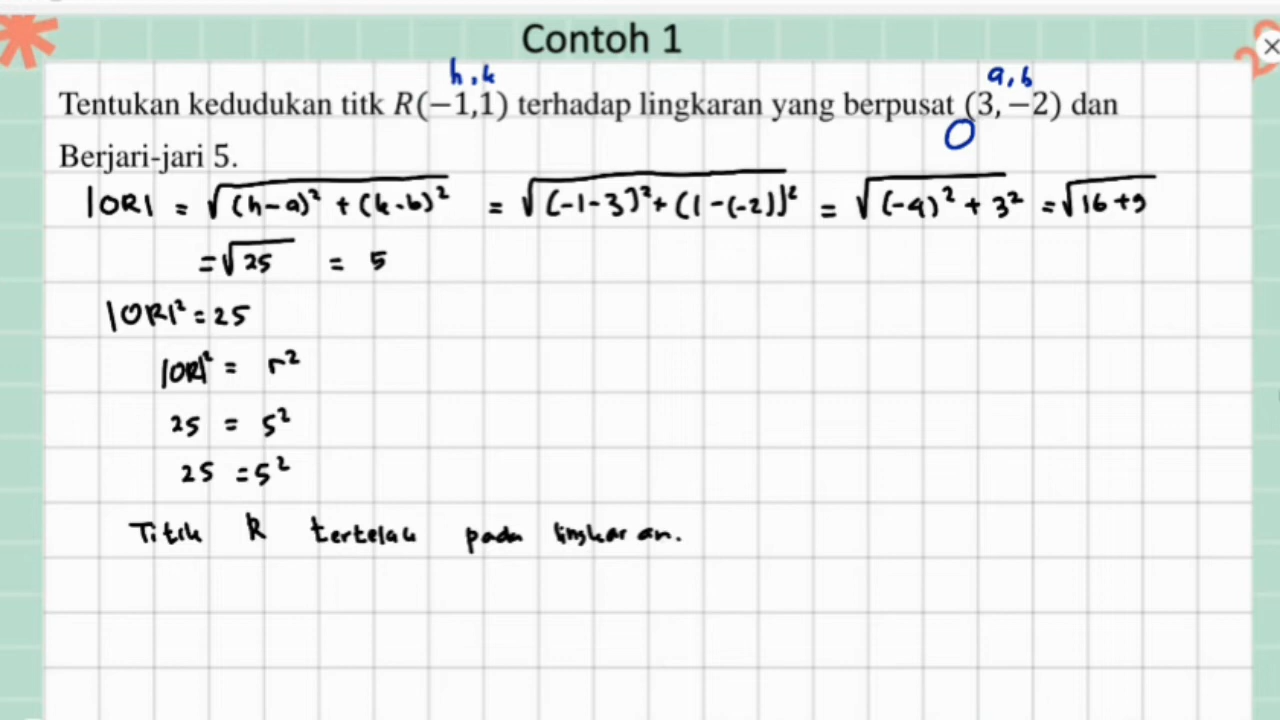 Contoh 1
h, k
a, b
Tentukan kedudukan titk R(−1,1) terhadap lingkaran yang berpusat (3, −2) dan
O
Berjari-jari 5.
|OR| = √(h-a)² + (k-b)² = √(-1-3)² + (1-(-2))² = √(-4)² + 3² = √16+9
= √25 = 5
|OR|² = 25
|OR|² = r²
25 = 5²
25 = 5²
Titik R tertelak pada lingkaran.